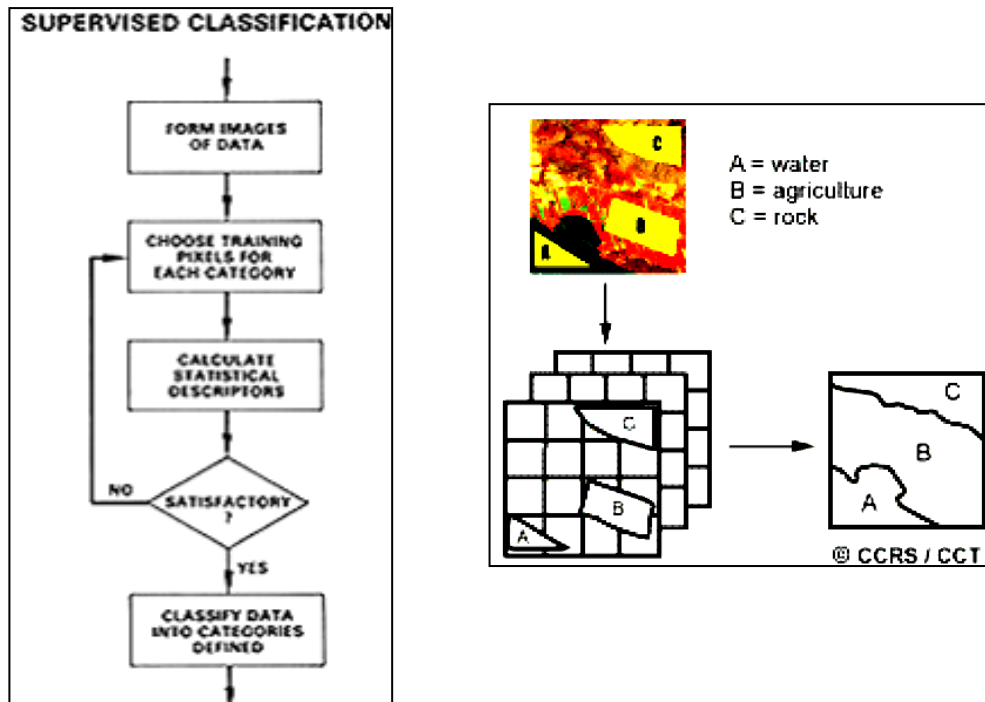 SUPERVISED CLASSIFICATION
FORM IMAGES
OF DATA
CHOOSE TRAINING
PIXELS FOR
EACH CATEGORY
CALCULATE
STATISTICAL
DESCRIPTORS
NO
SATISFACTORY
?
YES
CLASSIFY DATA
INTO CATEGORIES
DEFINED
C
B
A
A = water
B = agriculture
C = rock
C
B
A
C
B
A
© CCRS / CCT